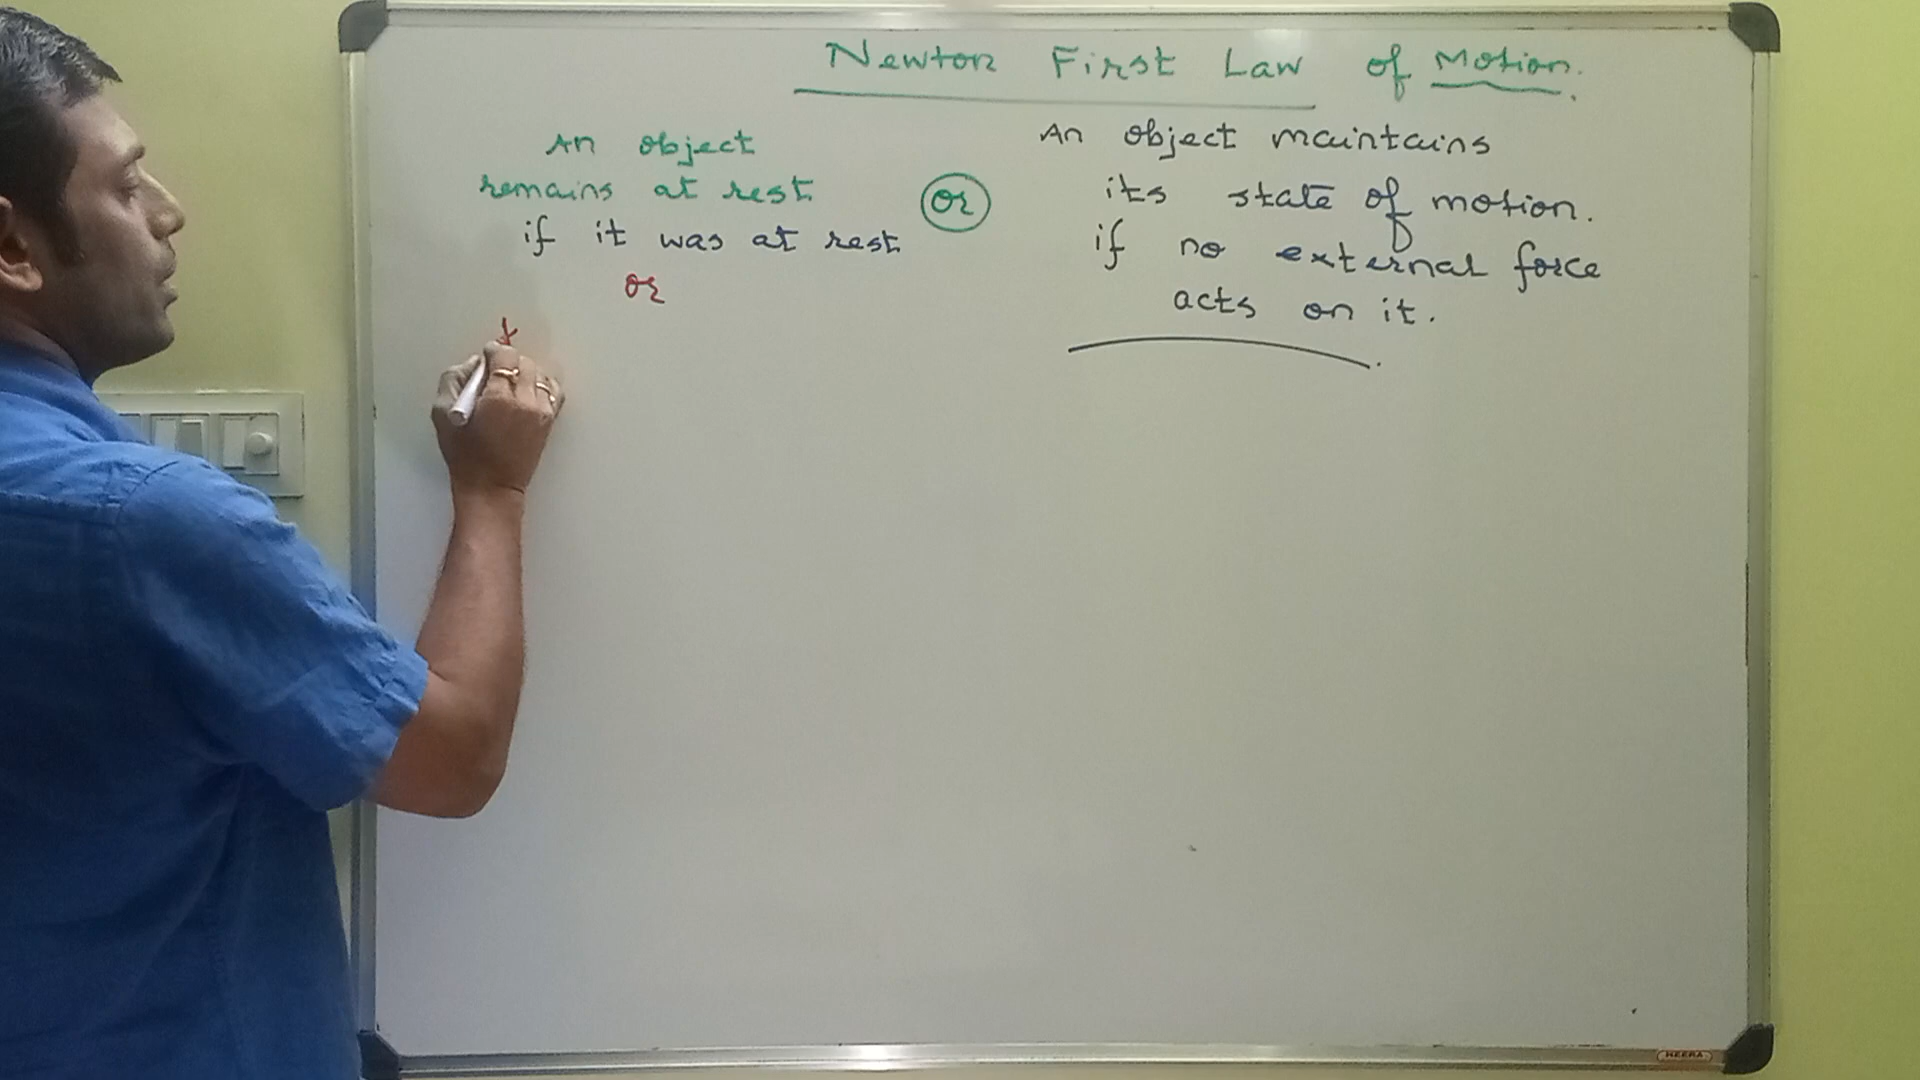 Newton First Law of Motion.
An object
remains at rest.
if it was at rest.
or
or
An object maintains
its state of motion.
if no external force
acts on it.
HEERA